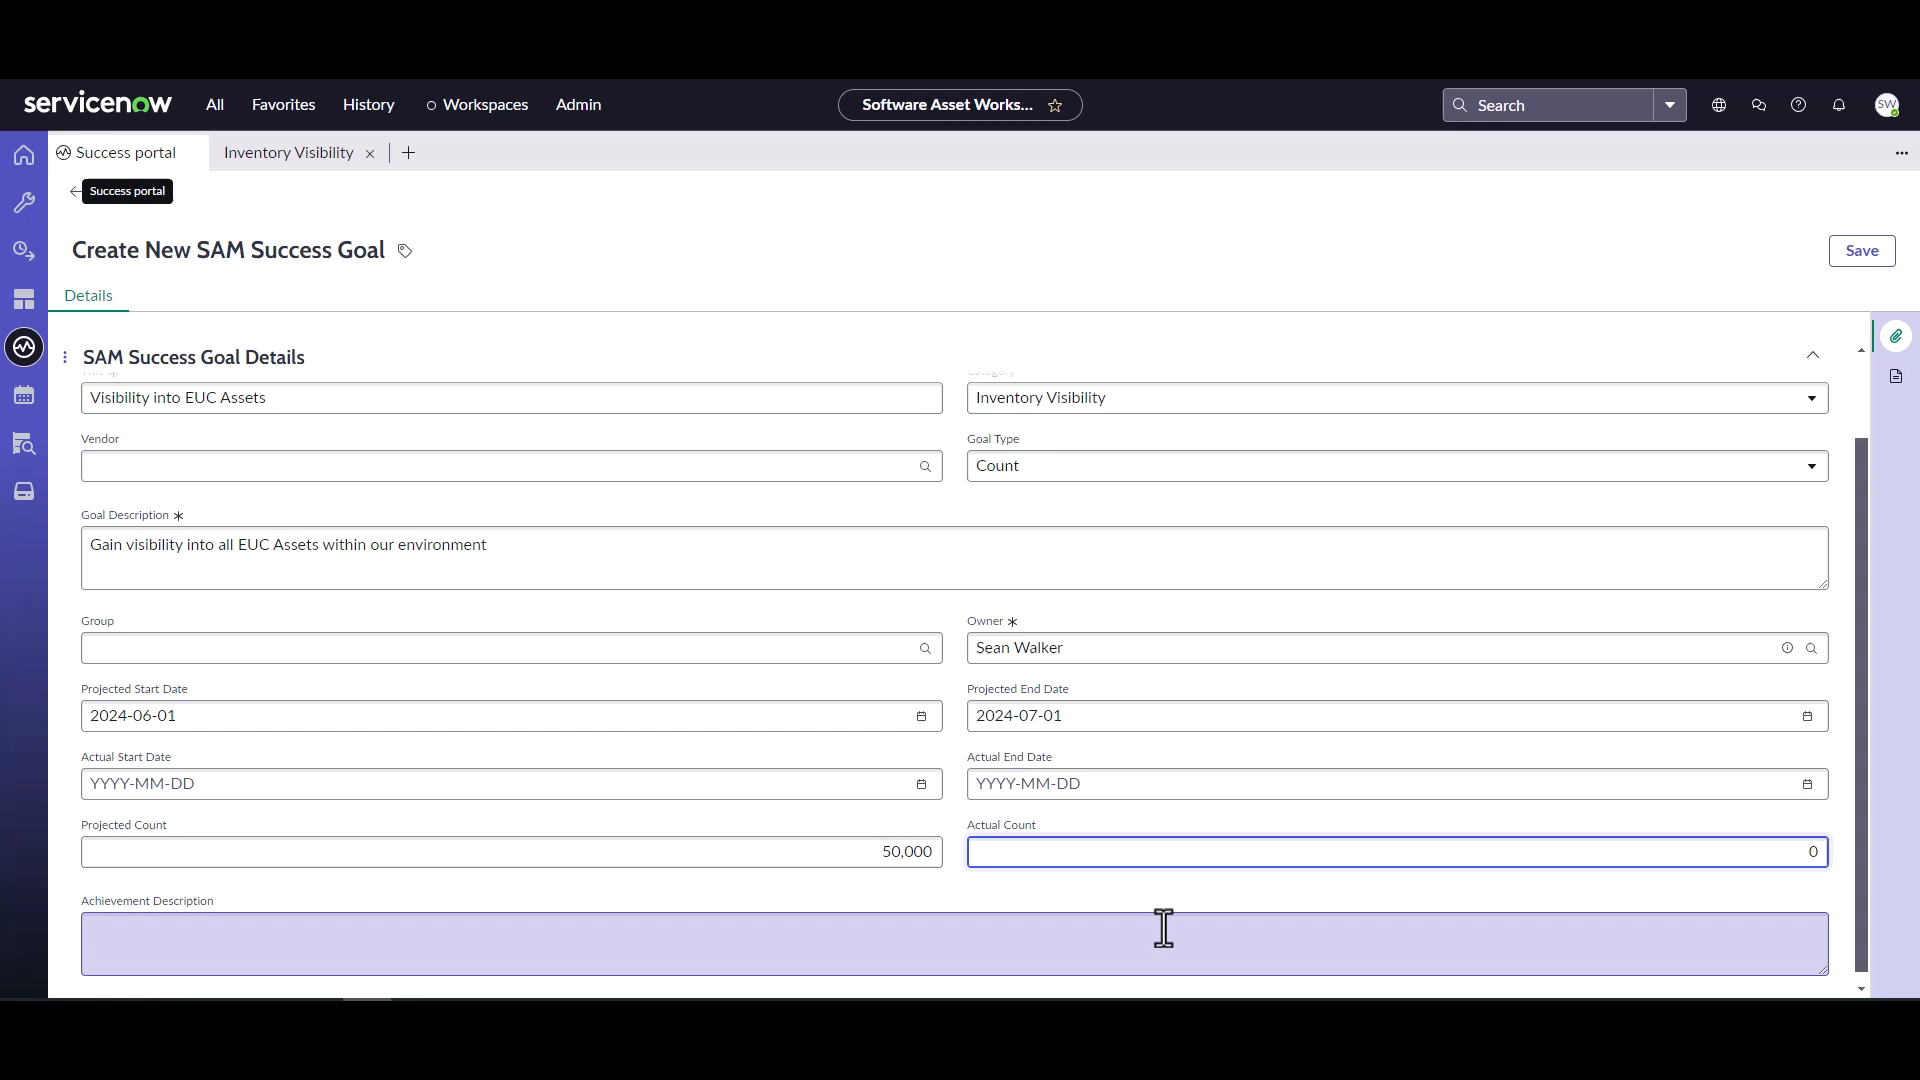 servicenow All Favorites History Workspaces Admin Software Asset Works... Search SW
Success portal Inventory Visibility
Success portal
Create New SAM Success Goal Save
Details
SAM Success Goal Details
Title Category
Visibility into EUC Assets Inventory Visibility
Vendor Goal Type
Count
Goal Description *
Gain visibility into all EUC Assets within our environment
Group Owner *
Sean Walker
Projected Start Date Projected End Date
2024-06-01 2024-07-01
Actual Start Date Actual End Date
YYYY-MM-DD YYYY-MM-DD
Projected Count Actual Count
50,000 0
Achievement Description